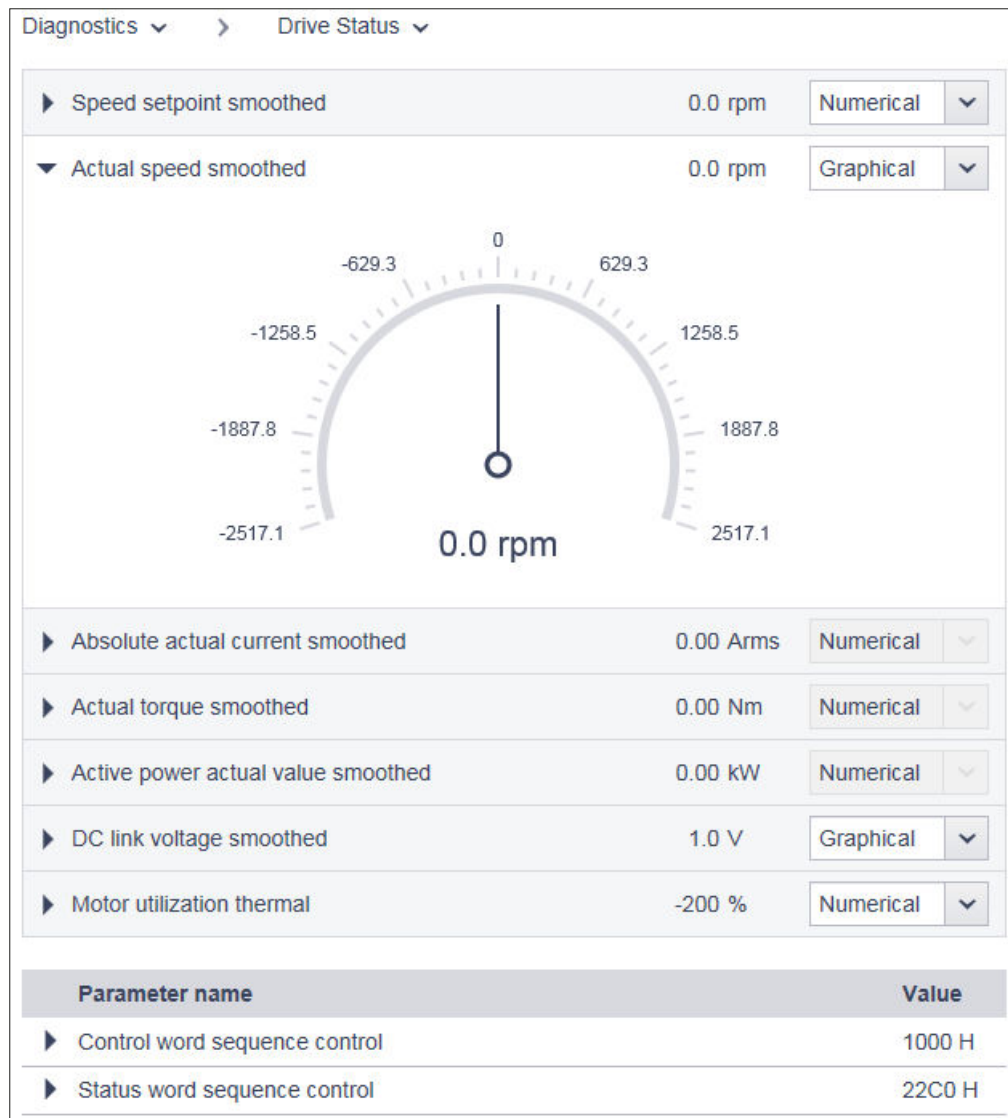 Diagnostics > Drive Status
Speed setpoint smoothed 0.0 rpm Numerical
Actual speed smoothed 0.0 rpm Graphical
0
-629.3 629.3
-1258.5 1258.5
-1887.8 1887.8
-2517.1 2517.1
0.0 rpm
Absolute actual current smoothed 0.00 Arms Numerical
Actual torque smoothed 0.00 Nm Numerical
Active power actual value smoothed 0.00 kW Numerical
DC link voltage smoothed 1.0 V Graphical
Motor utilization thermal -200 % Numerical
Parameter name Value
Control word sequence control 1000 H
Status word sequence control 22C0 H